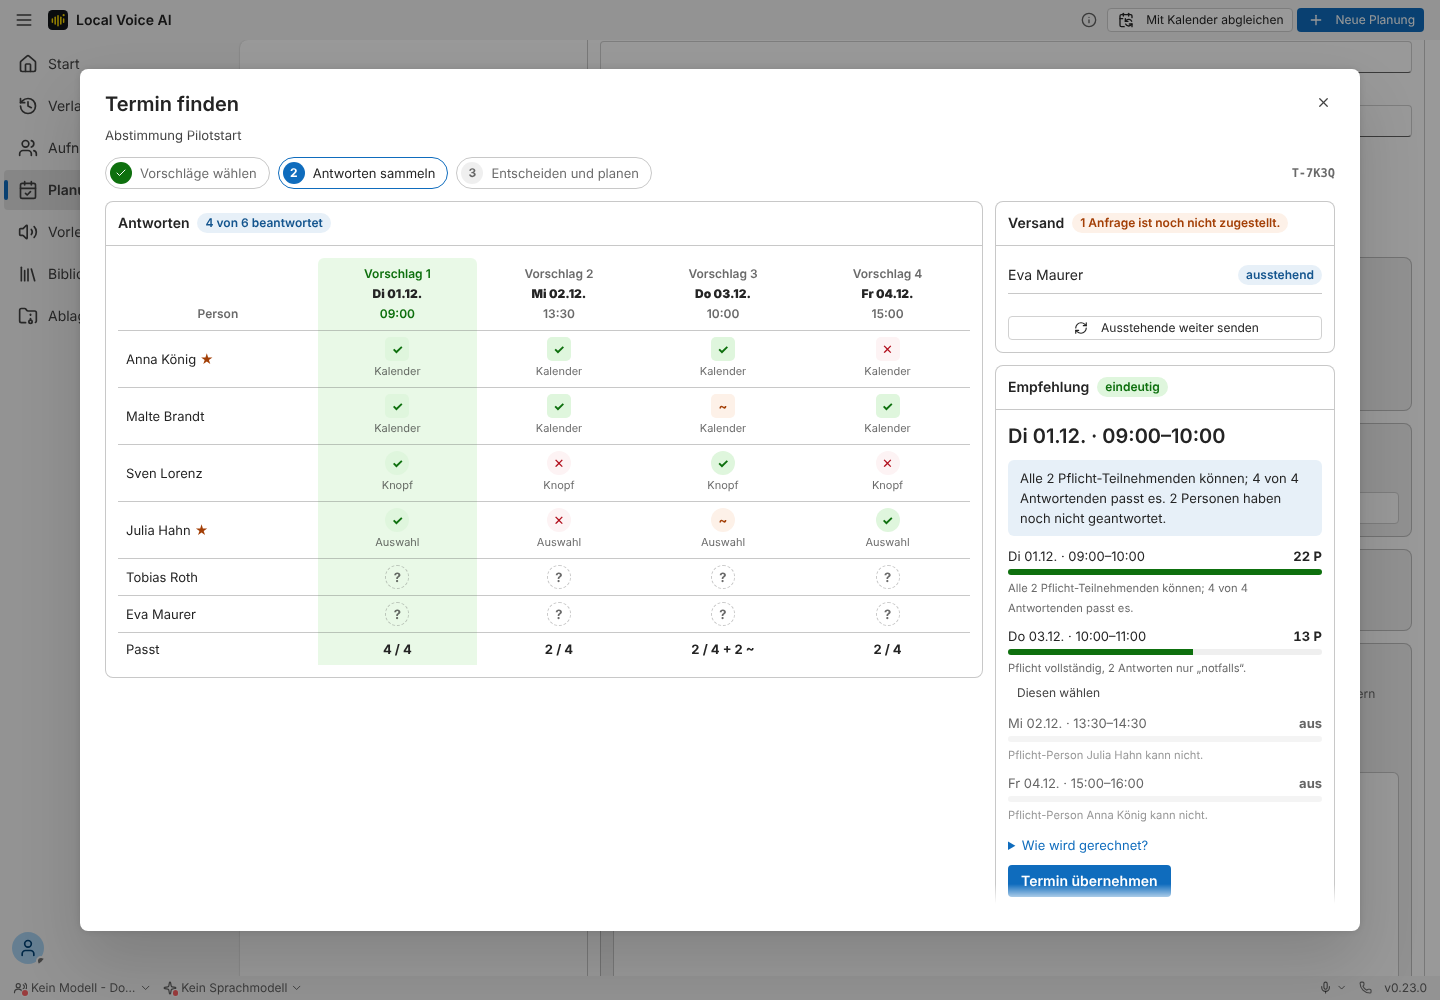 Local Voice AI
Mit Kalender abgleichen
Neue Planung
Start
Verla
Aufn
Planu
Vorle
Biblio
Ablag
Termin finden
Abstimmung Pilotstart
Vorschläge wählen
2 Antworten sammeln
3 Entscheiden und planen
T-7K3Q
Antworten 4 von 6 beantwortet
Vorschlag 1 Vorschlag 2 Vorschlag 3 Vorschlag 4
Di 01.12. Mi 02.12. Do 03.12. Fr 04.12.
Person 09:00 13:30 10:00 15:00
Anna König ★ ✓ ✓ ✓ ✕
Kalender Kalender Kalender Kalender
Malte Brandt ✓ ✓ ~ ✓
Kalender Kalender Kalender Kalender
Sven Lorenz ✓ ✕ ✓ ✕
Knopf Knopf Knopf Knopf
Julia Hahn ★ ✓ ✕ ~ ✓
Auswahl Auswahl Auswahl Auswahl
Tobias Roth ? ? ? ?
Eva Maurer ? ? ? ?
Passt 4 / 4 2 / 4 2 / 4 + 2 ~ 2 / 4
Versand 1 Anfrage ist noch nicht zugestellt.
Eva Maurer ausstehend
Ausstehende weiter senden
Empfehlung eindeutig
Di 01.12. · 09:00–10:00
Alle 2 Pflicht-Teilnehmenden können; 4 von 4
Antwortenden passt es. 2 Personen haben
noch nicht geantwortet.
Di 01.12. · 09:00–10:00 22 P
Alle 2 Pflicht-Teilnehmenden können; 4 von 4
Antwortenden passt es.
Do 03.12. · 10:00–11:00 13 P
Pflicht vollständig, 2 Antworten nur „notfalls“.
Diesen wählen
Mi 02.12. · 13:30–14:30 aus
Pflicht-Person Julia Hahn kann nicht.
Fr 04.12. · 15:00–16:00 aus
Pflicht-Person Anna König kann nicht.
Wie wird gerechnet?
Termin übernehmen
ern
Kein Modell - Do...
Kein Sprachmodell
v0.23.0